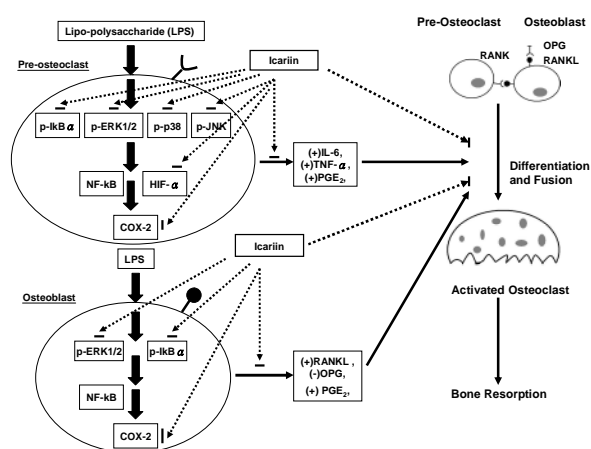 Lipo-polysaccharide (LPS)
Pre-osteoclast
Icariin
p-IkBα
p-ERK1/2
p-p38
p-JNK
NF-kB
HIF-α
COX-2
(+)IL-6,
(+)TNF-α,
(+)PGE2,
LPS
Osteoblast
Icariin
p-ERK1/2
p-IkBα
NF-kB
COX-2
(+)RANKL ,
(-)OPG,
(+) PGE2,
Pre-Osteoclast
Osteoblast
RANK
OPG
RANKL
Differentiation
and Fusion
Activated Osteoclast
Bone Resorption